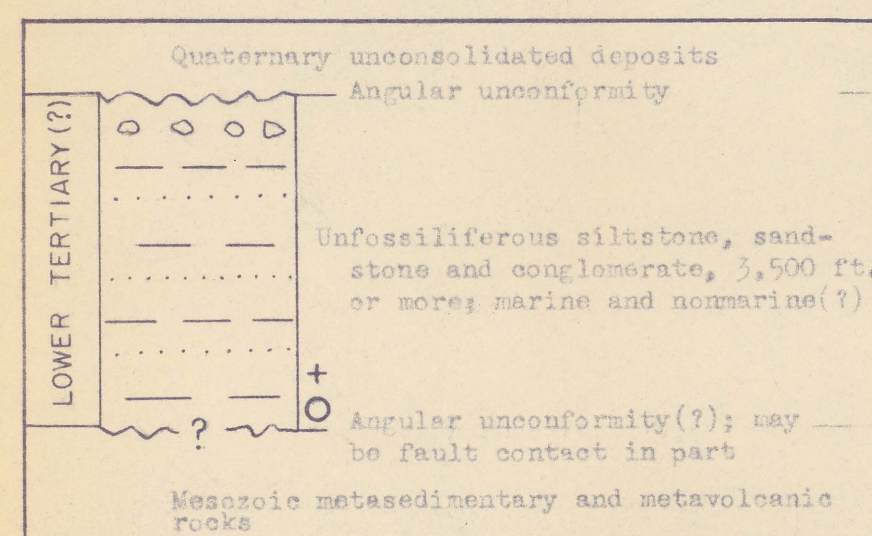 Quaternary unconsolidated deposits
Angular unconformity
LOWER TERTIARY(?)
Unfossiliferous siltstone, sand-
stone and conglomerate, 3,500 ft.
or more; marine and nonmarine(?)
+
O
Angular unconformity(?); may
?
be fault contact in part
Mesozoic metasedimentary and metavolcanic
rocks